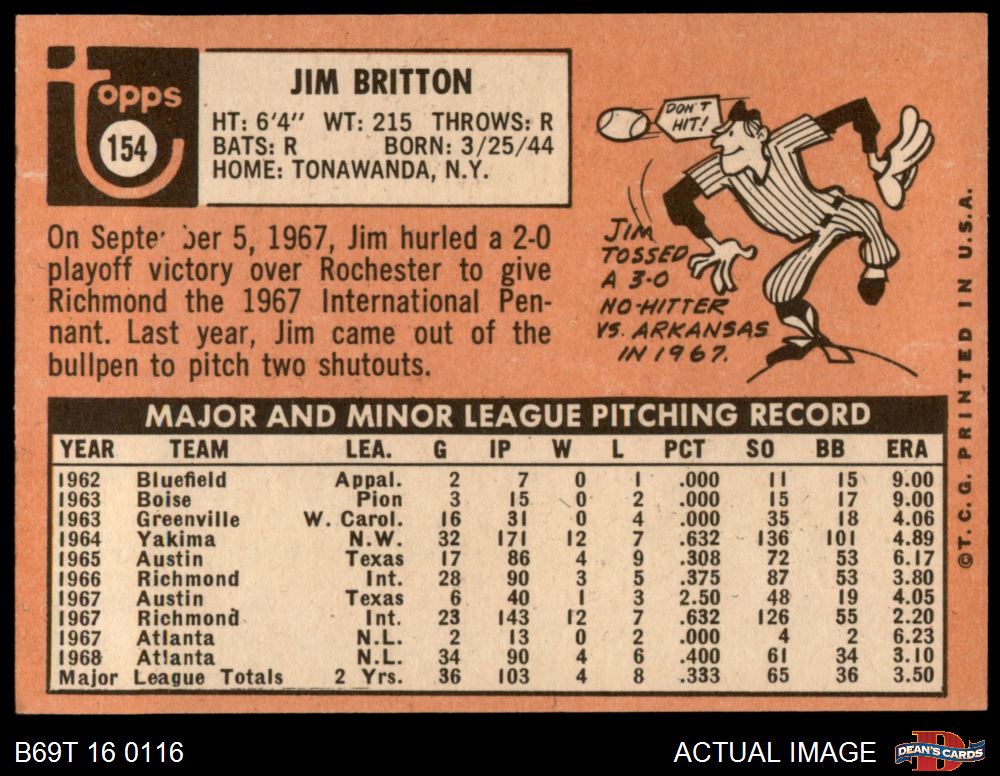 topps
154
JIM BRITTON
HT: 6'4" WT: 215 THROWS: R
BATS: R BORN: 3/25/44
HOME: TONAWANDA, N.Y.
On Septe  ber 5, 1967, Jim hurled a 2-0
playoff victory over Rochester to give
Richmond the 1967 International Pen-
nant. Last year, Jim came out of the
bullpen to pitch two shutouts.
DON'T
HIT!
JIM
TOSSED
A 3-0
NO-HITTER
VS. ARKANSAS
IN 1967.
MAJOR AND MINOR LEAGUE PITCHING RECORD
YEAR TEAM LEA. G IP W L PCT SO BB ERA
1962 Bluefield Appal. 2 7 0 1 .000 11 15 9.00
1963 Boise Pion 3 15 0 2 .000 15 17 9.00
1963 Greenville W. Carol. 16 31 0 4 .000 35 18 4.06
1964 Yakima N.W. 32 171 12 7 .632 136 101 4.89
1965 Austin Texas 17 86 4 9 .308 72 53 6.17
1966 Richmond Int. 28 90 3 5 .375 87 53 3.80
1967 Austin Texas 6 40 1 3 2.50 48 19 4.05
1967 Richmond Int. 23 143 12 7 .632 126 55 2.20
1967 Atlanta N.L. 2 13 0 2 .000 4 2 6.23
1968 Atlanta N.L. 34 90 4 6 .400 61 34 3.10
Major League Totals 2 Yrs. 36 103 4 8 .333 65 36 3.50
©T. C. G. PRINTED IN U.S.A.
B69T 16 0116
ACTUAL IMAGE
DEAN'S CARDS